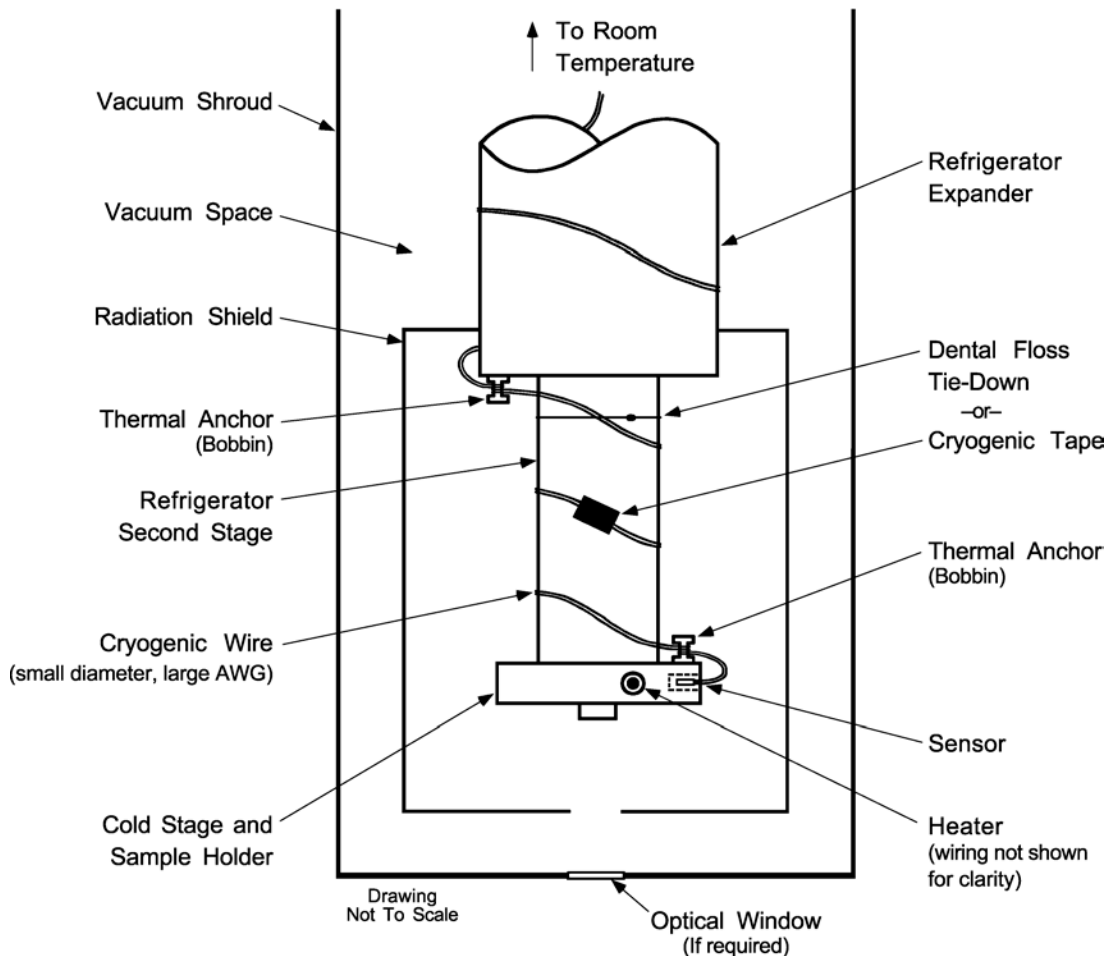 To Room
Temperature
Vacuum Shroud
Vacuum Space
Radiation Shield
Thermal Anchor
(Bobbin)
Refrigerator
Second Stage
Cryogenic Wire
(small diameter, large AWG)
Cold Stage and
Sample Holder
Refrigerator
Expander
Dental Floss
Tie-Down
–or–
Cryogenic Tape
Thermal Anchor
(Bobbin)
Sensor
Heater
(wiring not shown
for clarity)
Drawing
Not To Scale
Optical Window
(If required)